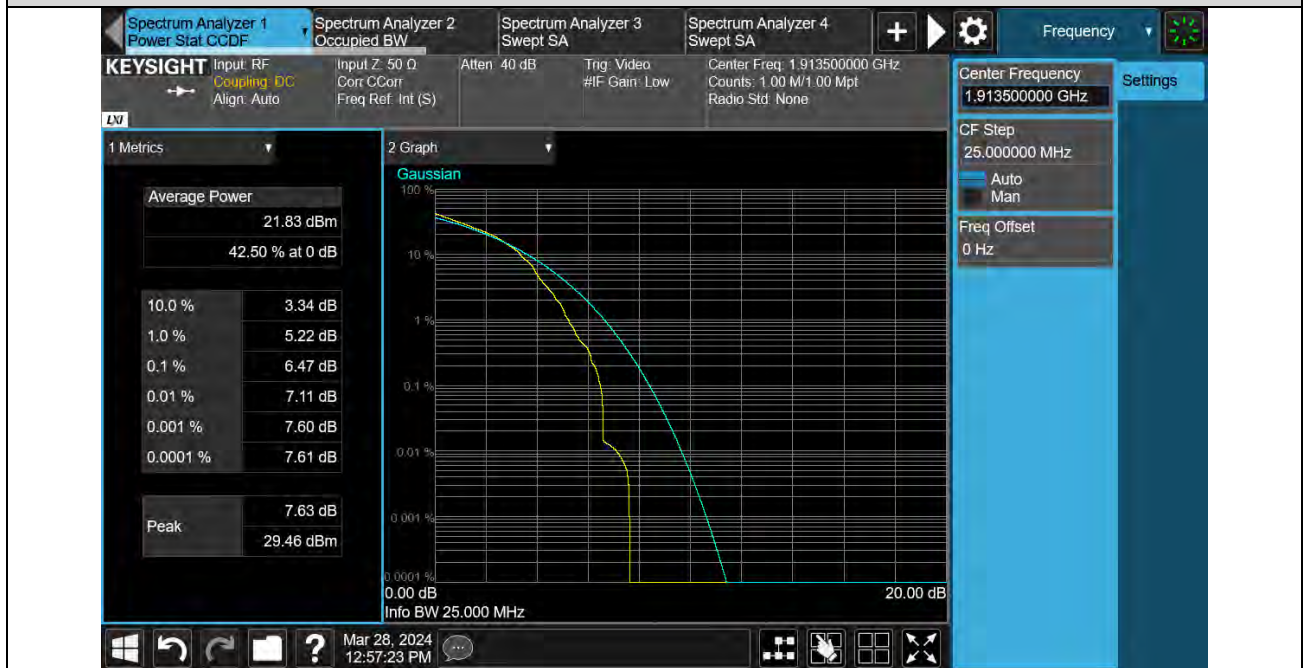 Spectrum Analyzer 1
Power Stat CCDF
Spectrum Analyzer 2
Occupied BW
Spectrum Analyzer 3
Swept SA
Spectrum Analyzer 4
Swept SA
+
Frequency
KEYSIGHT
LXI
Input: RF
Coupling: DC
Align: Auto
Input Z: 50 Ω
Corr CCorr
Freq Ref: Int (S)
Atten: 40 dB
Trig: Video
#IF Gain: Low
Center Freq: 1.913500000 GHz
Counts: 1.00 M/1.00 Mpt
Radio Std: None
Center Frequency
1.913500000 GHz
Settings
CF Step
25.000000 MHz
Auto
Man
Freq Offset
0 Hz
1 Metrics
Average Power
21.83 dBm
42.50 % at 0 dB
10.0 % 3.34 dB
1.0 % 5.22 dB
0.1 % 6.47 dB
0.01 % 7.11 dB
0.001 % 7.60 dB
0.0001 % 7.61 dB
Peak
7.63 dB
29.46 dBm
2 Graph
Gaussian
100 %
10 %
1 %
0.1 %
0.01 %
0.001 %
0.0001 %
0.00 dB 20.00 dB
Info BW 25.000 MHz
?
Mar 28, 2024
12:57:23 PM